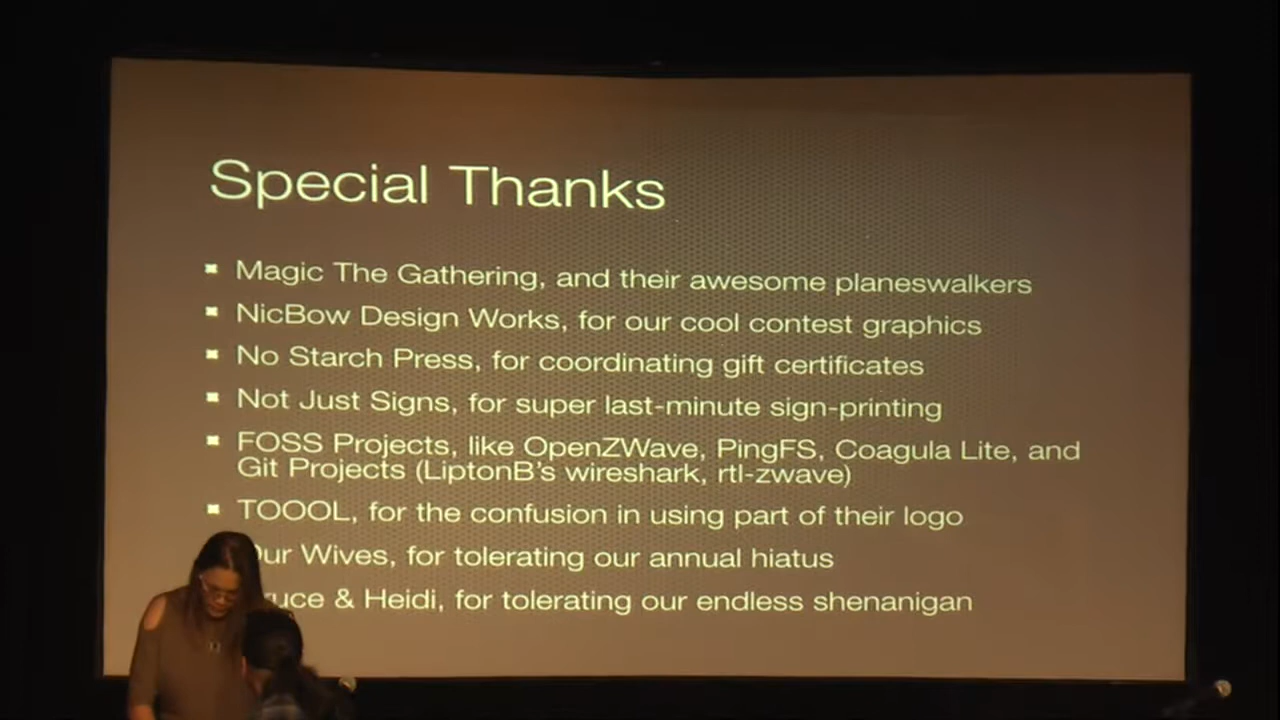 Special Thanks
Magic The Gathering, and their awesome planeswalkers
NicBow Design Works, for our cool contest graphics
No Starch Press, for coordinating gift certificates
Not Just Signs, for super last-minute sign-printing
FOSS Projects, like OpenZWave, PingFS, Coagula Lite, and
Git Projects (LiptonB's wireshark, rtl-zwave)
TOOOL, for the confusion in using part of their logo
Our Wives, for tolerating our annual hiatus
& Heidi, for tolerating our endless shenanigan